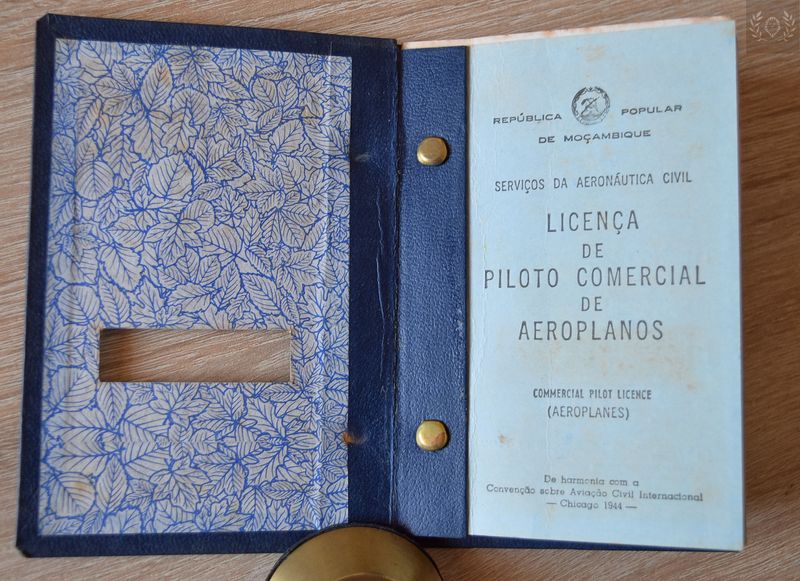 REPÚBLICA POPULAR
DE MOÇAMBIQUE
SERVIÇOS DA AERONÁUTICA CIVIL
LICENÇA
DE
PILOTO COMERCIAL
DE
AEROPLANOS
COMMERCIAL PILOT LICENCE
(AEROPLANES)
De harmonia com a
Convenção sobre Aviação Civil Internacional
— Chicago 1944 —